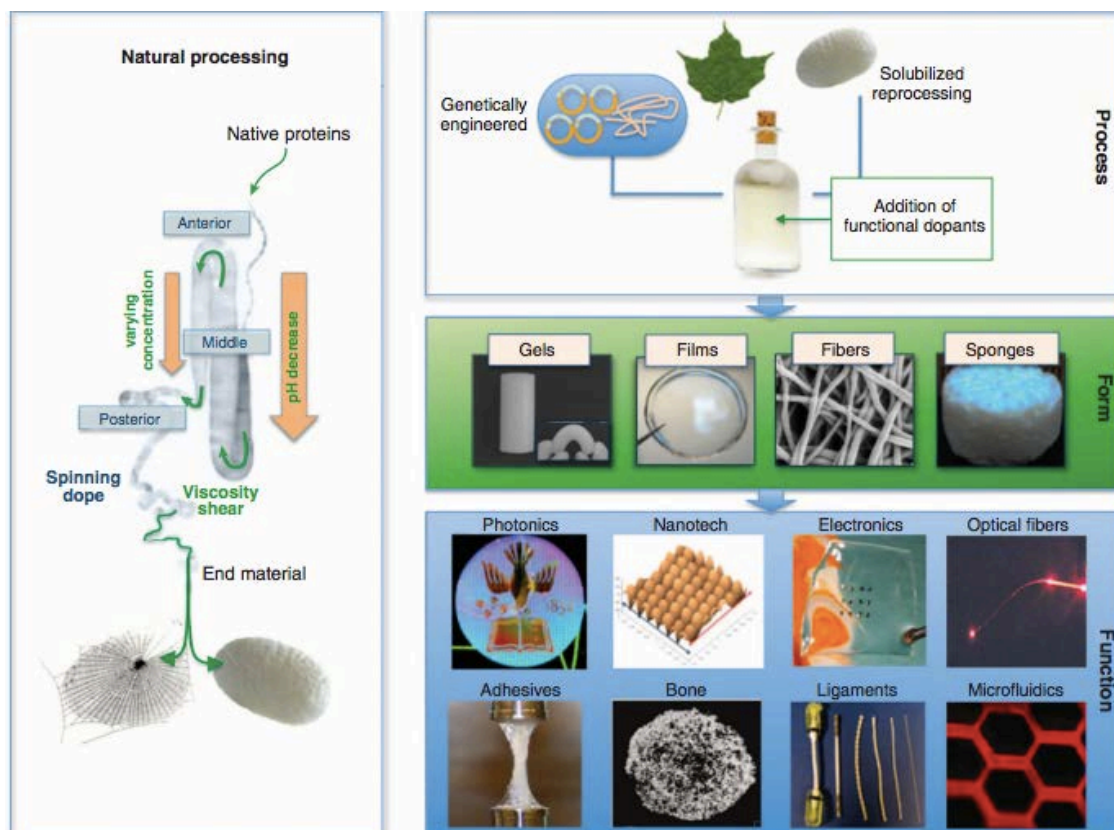 Natural processing
Native proteins
Anterior
varying
concentration
Middle
pH decrease
Posterior
Spinning
dope
Viscosity
shear
End material
Genetically
engineered
Solubilized
reprocessing
Addition of
functional dopants
Process
Gels
Films
Fibers
Sponges
Form
Photonics
Nanotech
Electronics
Optical fibers
Adhesives
Bone
Ligaments
Microfluidics
Function